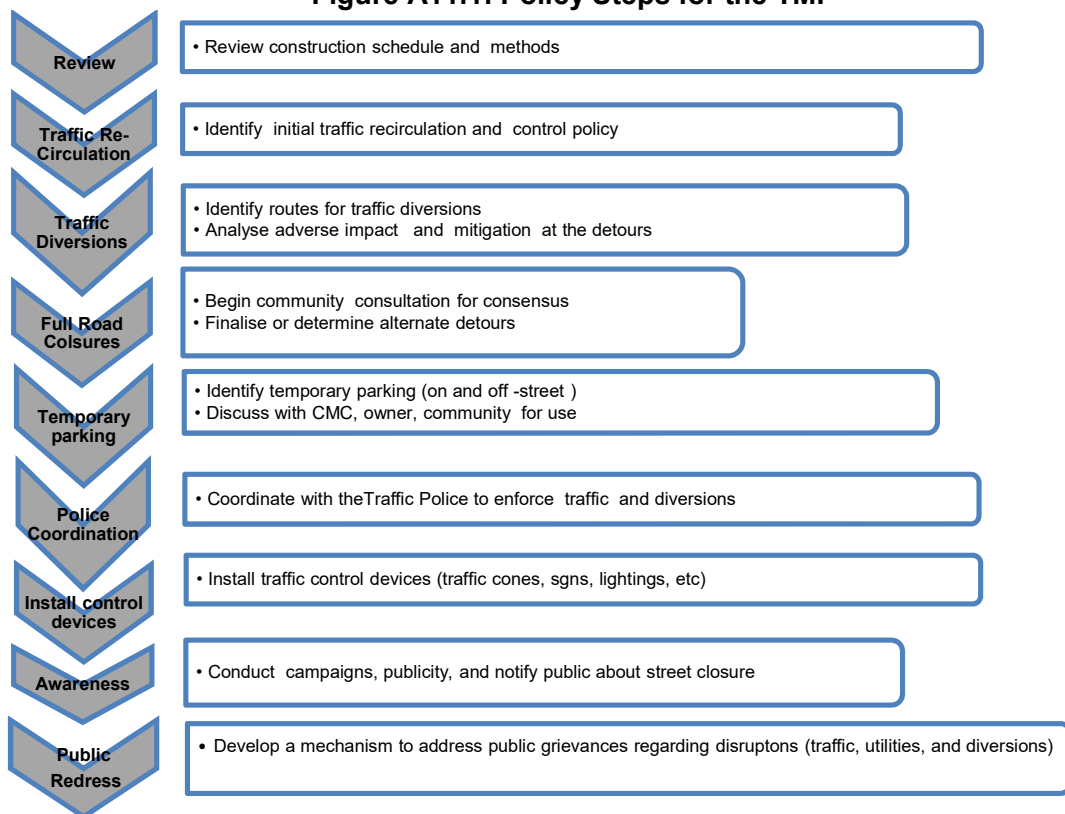 Review
• Review construction schedule and methods
Traffic Re-
Circulation
• Identify initial traffic recirculation and control policy
Traffic
Diversions
• Identify routes for traffic diversions
• Analyse adverse impact and mitigation at the detours
Full Road
Colsures
• Begin community consultation for consensus
• Finalise or determine alternate detours
Temporary
parking
• Identify temporary parking (on and off -street )
• Discuss with CMC, owner, community for use
Police
Coordination
• Coordinate with theTraffic Police to enforce traffic and diversions
Install control
devices
• Install traffic control devices (traffic cones, sgns, lightings, etc)
Awareness
• Conduct campaigns, publicity, and notify public about street closure
Public
Redress
• Develop a mechanism to address public grievances regarding disruptons (traffic, utilities, and diversions)